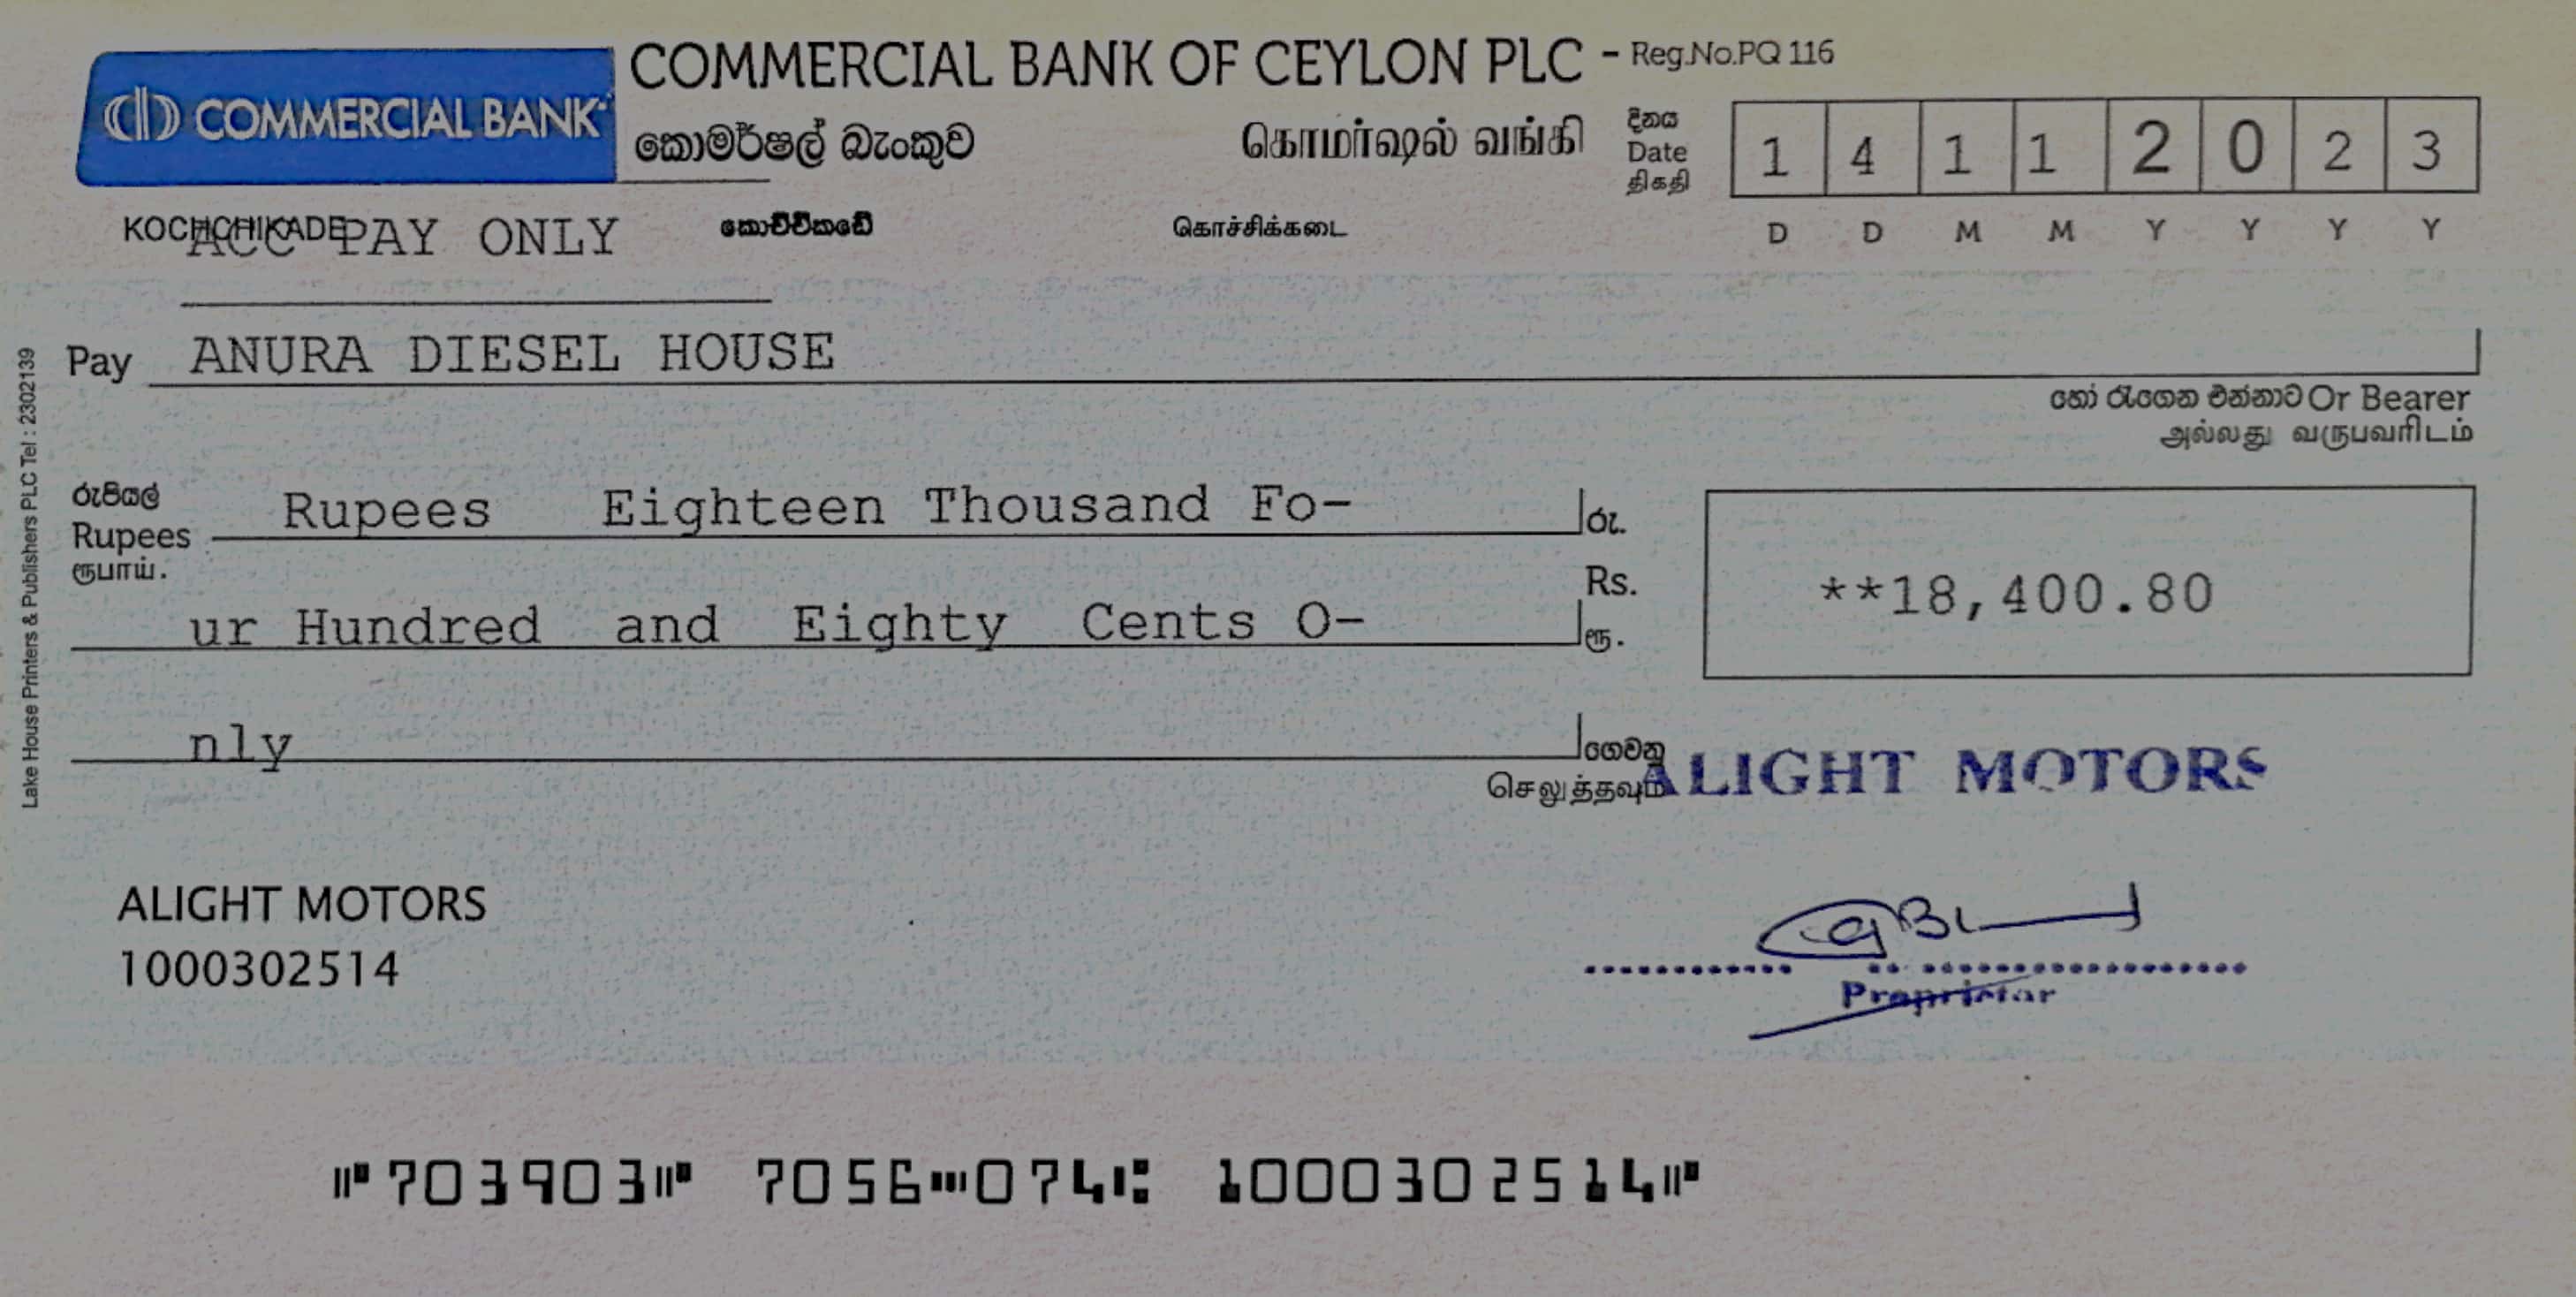 COMMERCIAL BANK
COMMERCIAL BANK OF CEYLON PLC - Reg.No.PQ 116
කොමර්ෂල් බැංකුව
கொமர்ஷல் வங்கி
දිනය
Date
திகதி
1 4 1 1 2 0 2 3
D D M M Y Y Y Y
KOCHCHIKADE
කොච්චිකඩේ
கொச்சிக்கடை
ACC PAY ONLY
Pay ANURA DIESEL HOUSE
හෝ රැගෙන එන්නාට Or Bearer
அல்லது வருபவரிடம்
රුපියල්
Rupees
ரூபாய்.
Rupees Eighteen Thousand Fo-
ur Hundred and Eighty Cents O-
nly
රු.
Rs.
ரூ.
**18,400.80
ගෙවනු
செலுத்தவும்
ALIGHT MOTORS
Proprietor
ALIGHT MOTORS
1000302514
⑈703903⑈ 7056⑉074⑆ 1000302514⑈
Lake House Printers & Publishers PLC Tel : 2302139